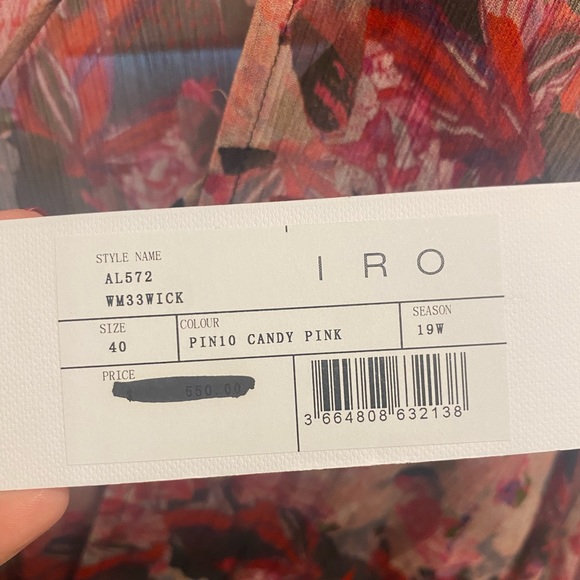 STYLE NAME
AL572
WM33WICK
IRO
SIZE
40
COLOUR
PIN10 CANDY PINK
SEASON
19W
PRICE
550.00
3 664808 632138